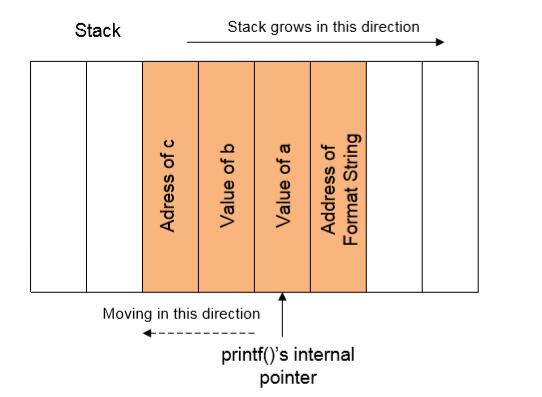 Stack
Stack grows in this direction
Adress of c
Value of b
Value of a
Address of
Format String
Moving in this direction
printf()'s internal
pointer